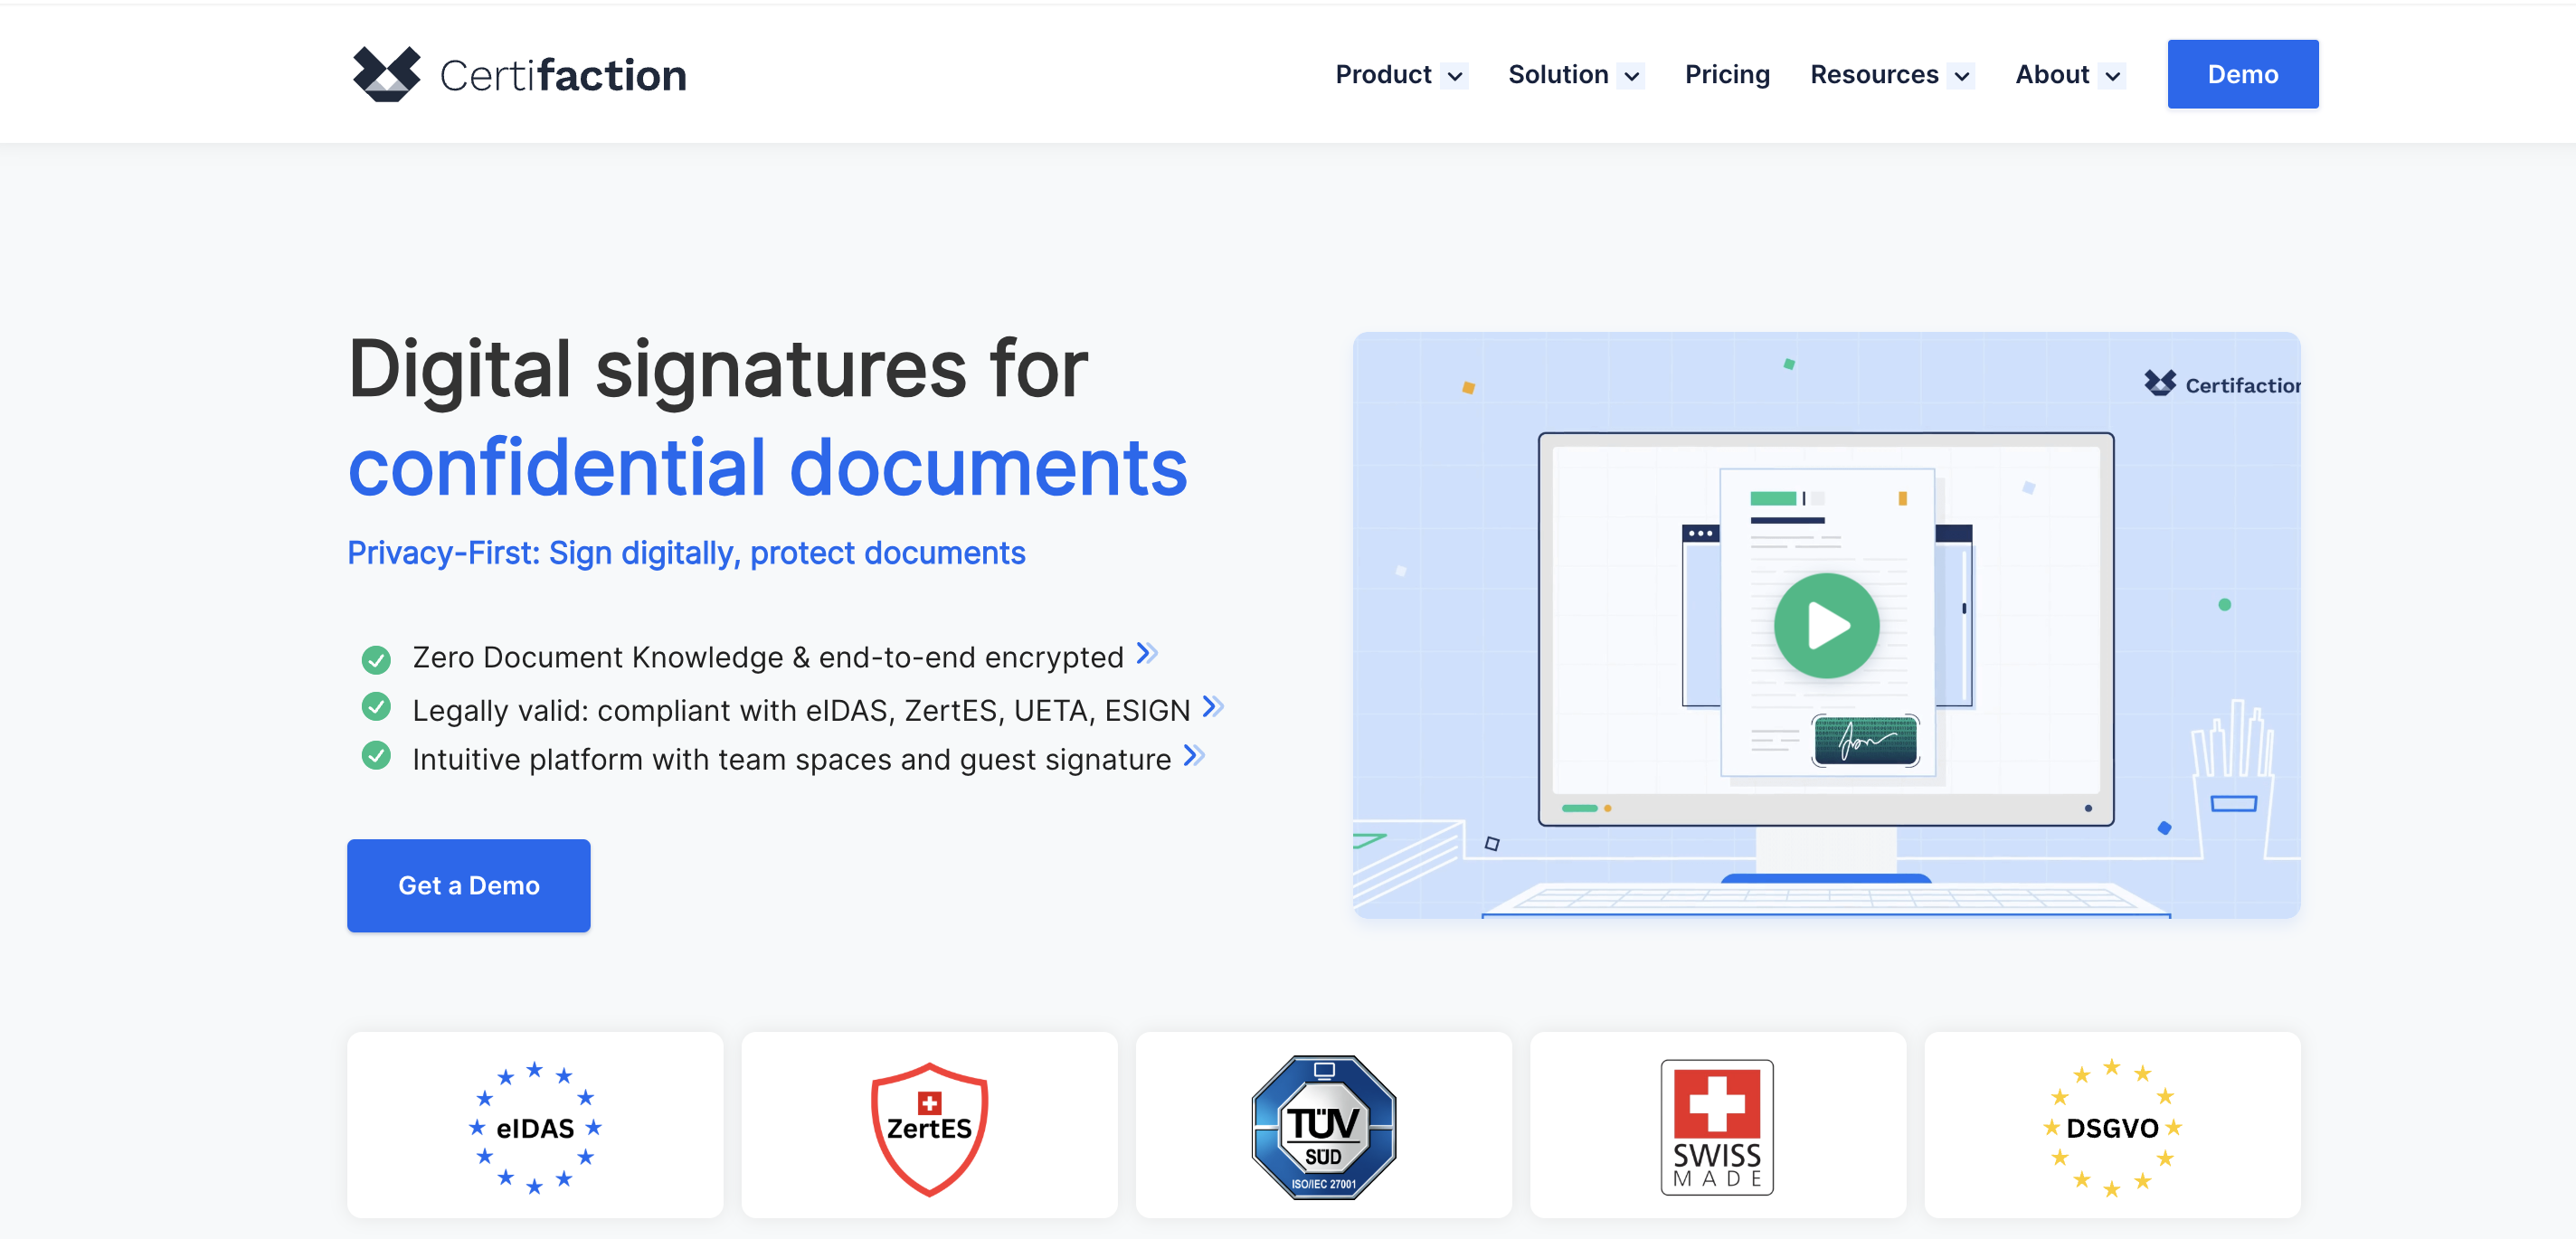 Certifaction
Product
Solution
Pricing
Resources
About
Demo
Digital signatures for
confidential documents
Privacy-First: Sign digitally, protect documents
Zero Document Knowledge & end-to-end encrypted
Legally valid: compliant with eIDAS, ZertES, UETA, ESIGN
Intuitive platform with team spaces and guest signature
Get a Demo
Certifaction
eIDAS
ZertES
TÜV
SÜD
ISO/IEC 27001
SWISS
MADE
DSGVO